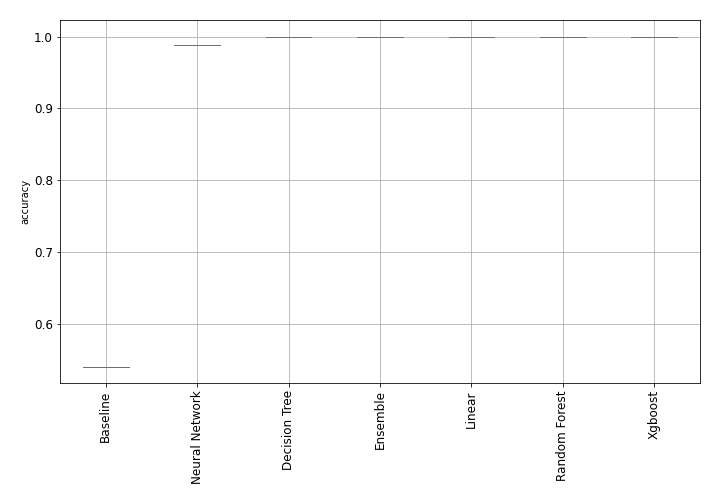 1.0
0.9
0.8
0.7
0.6
accuracy
Baseline
Neural Network
Decision Tree
Ensemble
Linear
Random Forest
Xgboost